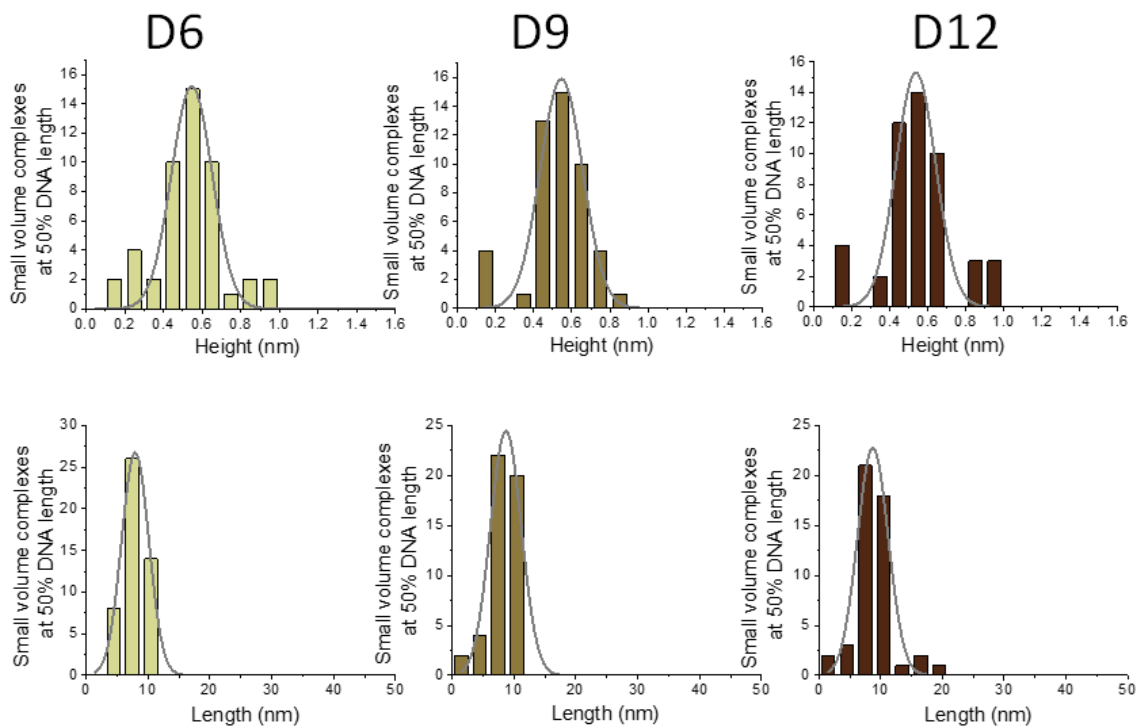 D6
D9
D12
Small volume complexes
at 50% DNA length
16
14
12
10
8
6
4
2
0
0.0 0.2 0.4 0.6 0.8 1.0 1.2 1.4 1.6
Height (nm)
Small volume complexes
at 50% DNA length
16
14
12
10
8
6
4
2
0
0.0 0.2 0.4 0.6 0.8 1.0 1.2 1.4 1.6
Height (nm)
Small volume complexes
at 50% DNA length
16
14
12
10
8
6
4
2
0
0.0 0.2 0.4 0.6 0.8 1.0 1.2 1.4 1.6
Height (nm)
Small volume complexes
at 50% DNA length
30
25
20
15
10
5
0
0 10 20 30 40 50
Length (nm)
Small volume complexes
at 50% DNA length
25
20
15
10
5
0
0 10 20 30 40 50
Length (nm)
Small volume complexes
at 50% DNA length
25
20
15
10
5
0
0 10 20 30 40 50
Length (nm)